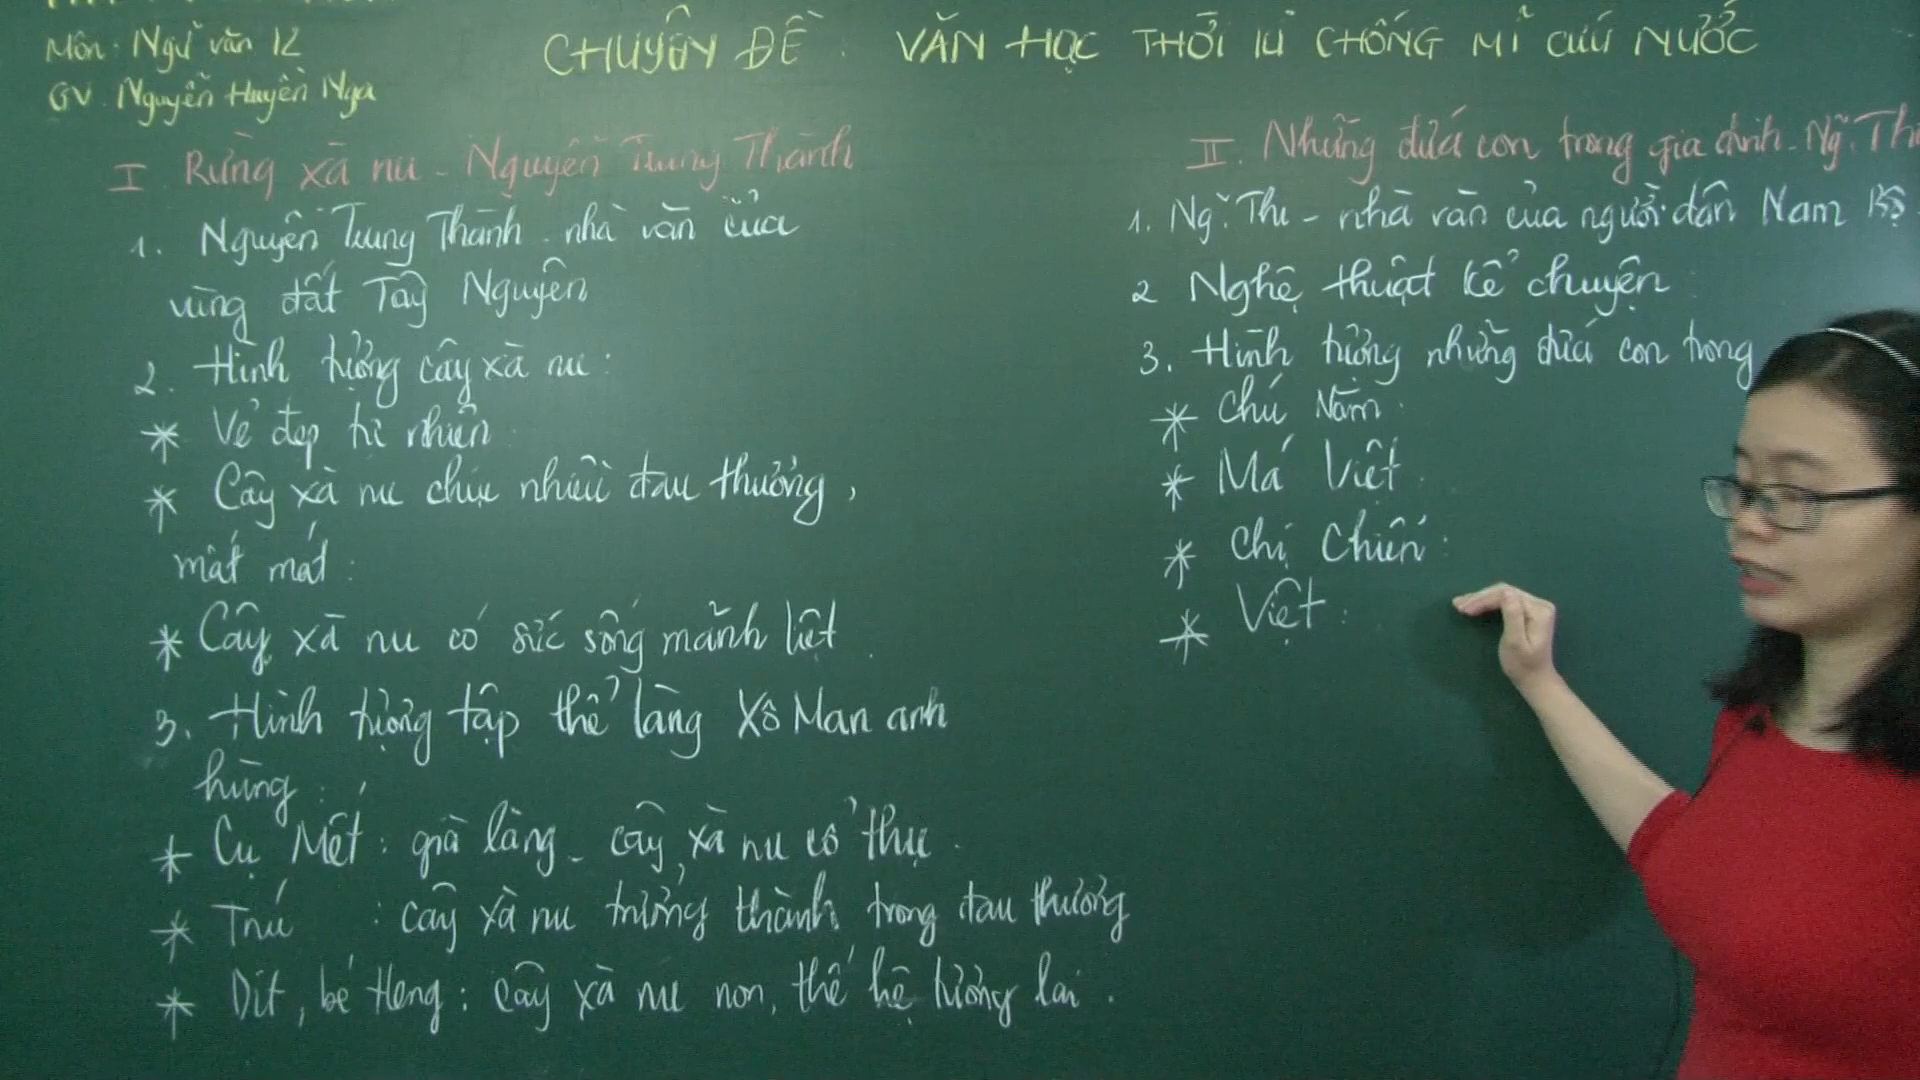 Môn: Ngữ văn 12
GV. Nguyễn Huyền Nga
CHUYÊN ĐỀ: VĂN HỌC THỜI KÌ CHỐNG MĨ CỨU NƯỚC
I. Rừng xà nu - Nguyễn Trung Thành
1. Nguyễn Trung Thành - nhà văn của
vùng đất Tây Nguyên
2. Hình tượng cây xà nu:
* Vẻ đẹp tự nhiên
* Cây xà nu chịu nhiều đau thương,
mất mát:
* Cây xà nu có sức sống mãnh liệt.
3. Hình tượng tập thể làng Xô Man anh
hùng:
* Cụ Mết: già làng - cây xà nu cổ thụ.
* Tnú: cây xà nu trưởng thành trong đau thương
* Dít, bé Heng: cây xà nu non, thế hệ tương lai.
II. Những đứa con trong gia đình - Ng~. Thi
1. Ng~. Thi - nhà văn của người dân Nam Bộ
2. Nghệ thuật kể chuyện
3. Hình tượng những đứa con trong
* Chú Năm:
* Má Việt:
* Chị Chiến:
* Việt: